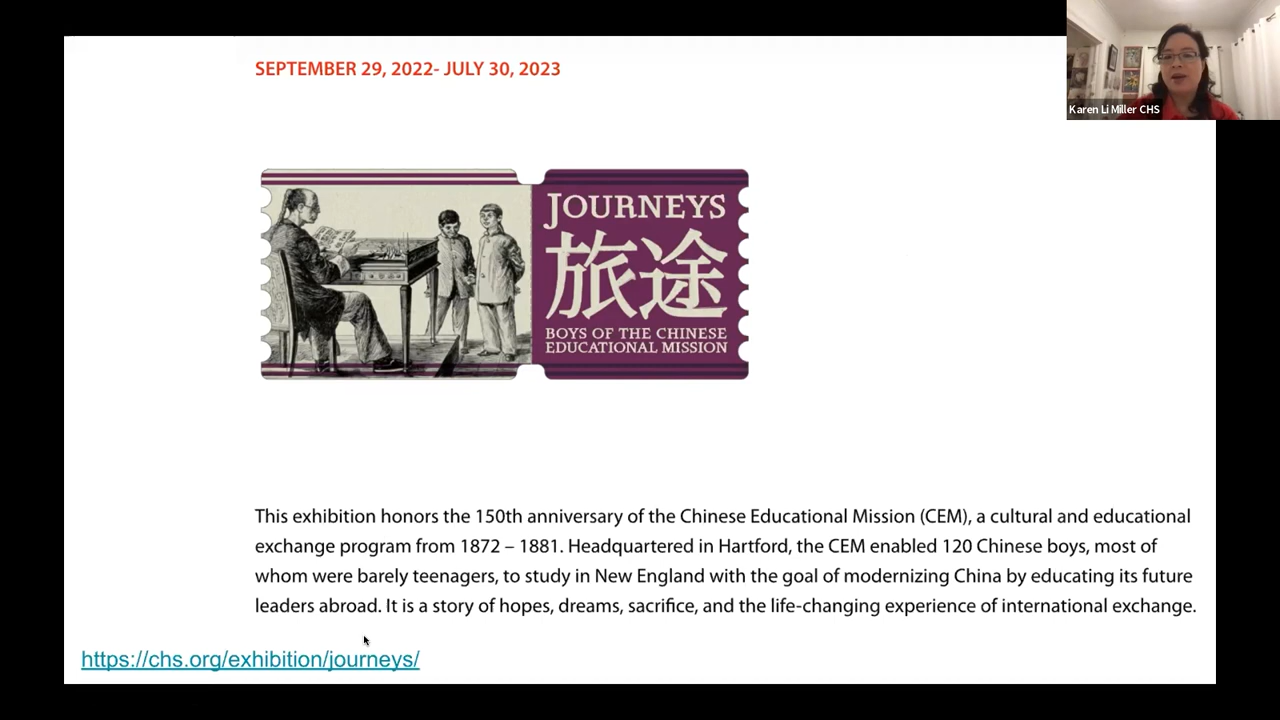 SEPTEMBER 29, 2022- JULY 30, 2023
Karen Li Miller CHS
JOURNEYS
旅途
BOYS OF THE CHINESE
EDUCATIONAL MISSION
This exhibition honors the 150th anniversary of the Chinese Educational Mission (CEM), a cultural and educational
exchange program from 1872 – 1881. Headquartered in Hartford, the CEM enabled 120 Chinese boys, most of
whom were barely teenagers, to study in New England with the goal of modernizing China by educating its future
leaders abroad. It is a story of hopes, dreams, sacrifice, and the life-changing experience of international exchange.
https://chs.org/exhibition/journeys/